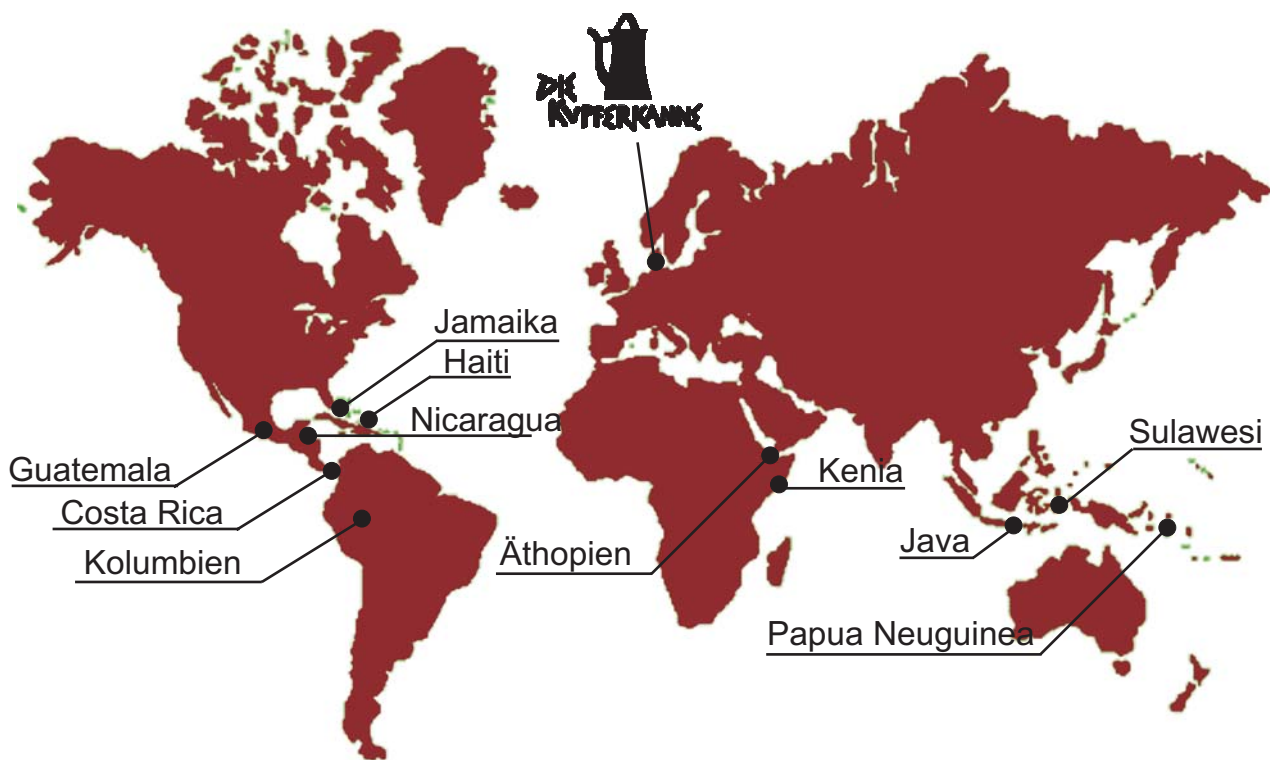 DIE
KUPFERKANNE
Jamaika
Haiti
Nicaragua
Guatemala
Costa Rica
Kolumbien
Äthopien
Kenia
Sulawesi
Java
Papua Neuguinea